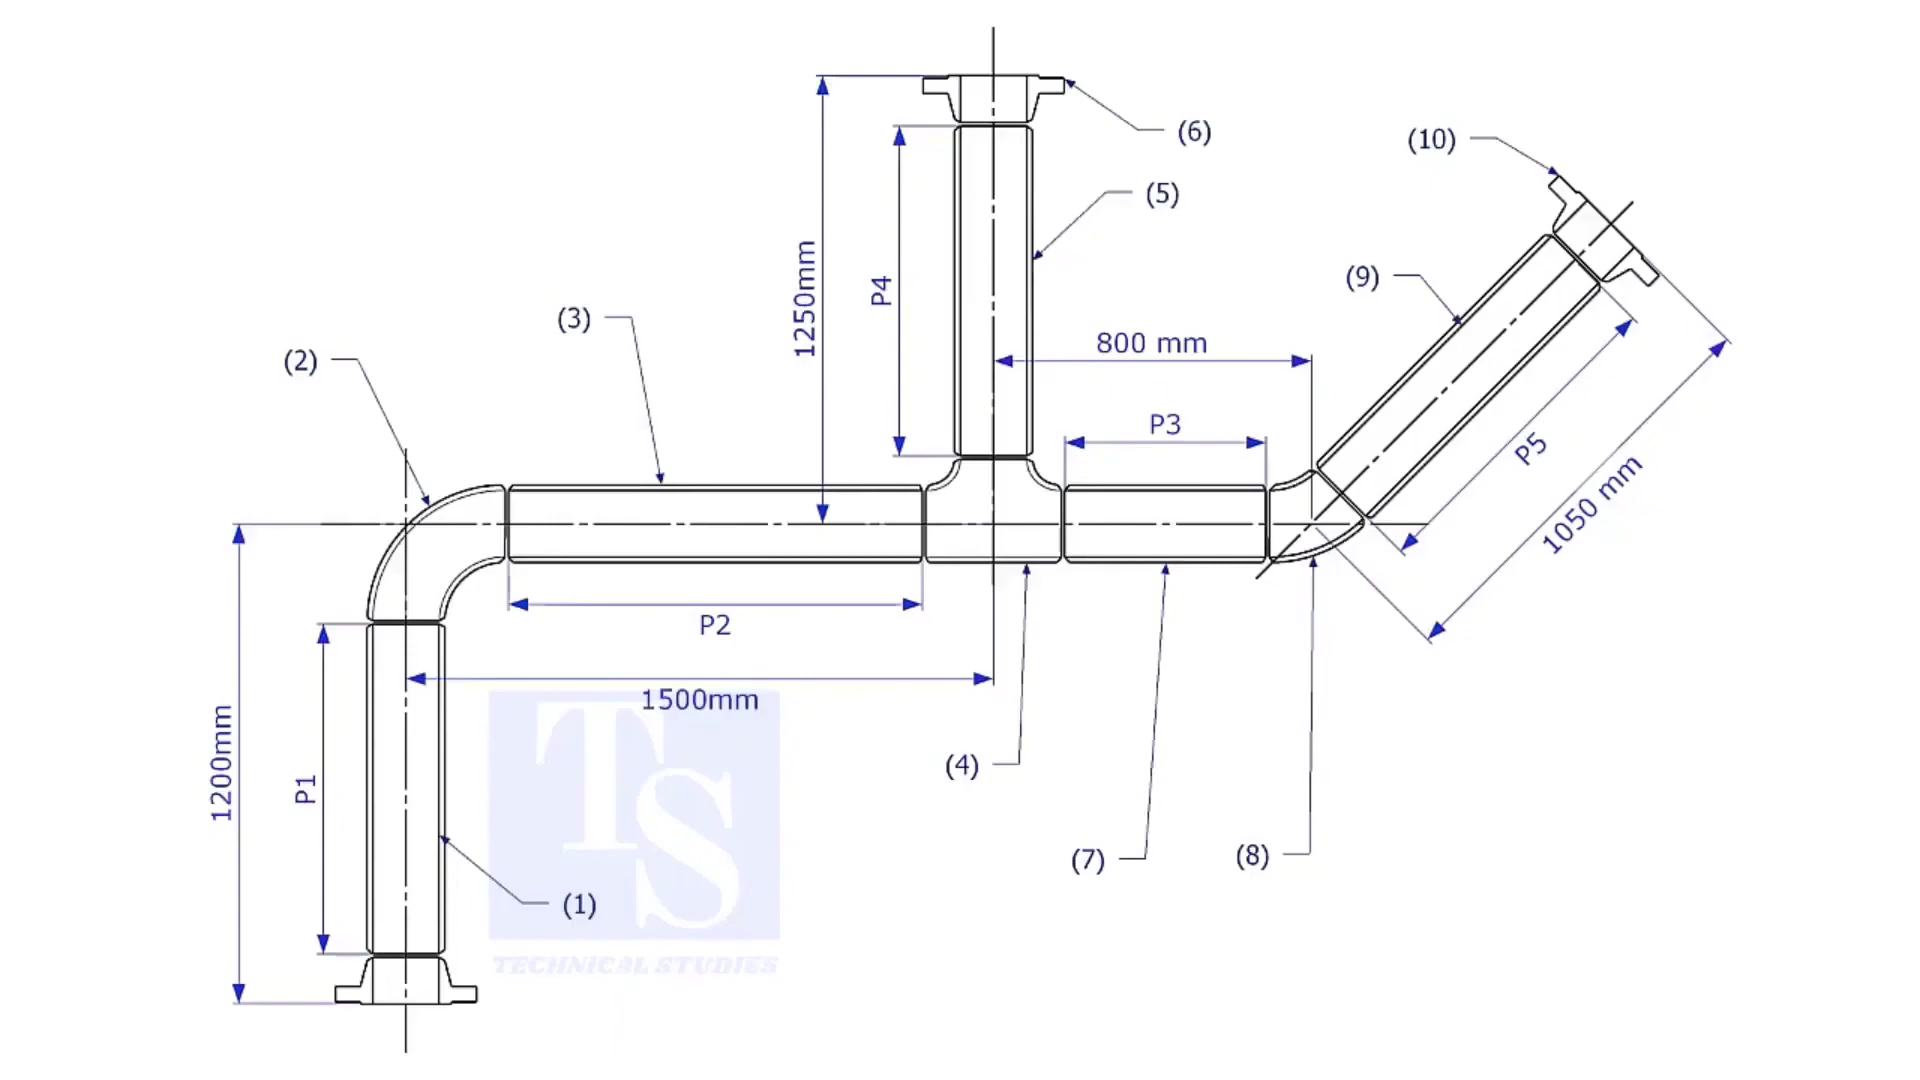 (6)
(10)
(5)
1250mm
P4
(9)
(3)
800 mm
(2)
P3
P5
1050 mm
P2
1500mm
1200mm
P1
(4)
(7)
(8)
(1)
TS
TECHNICAL STUDIES